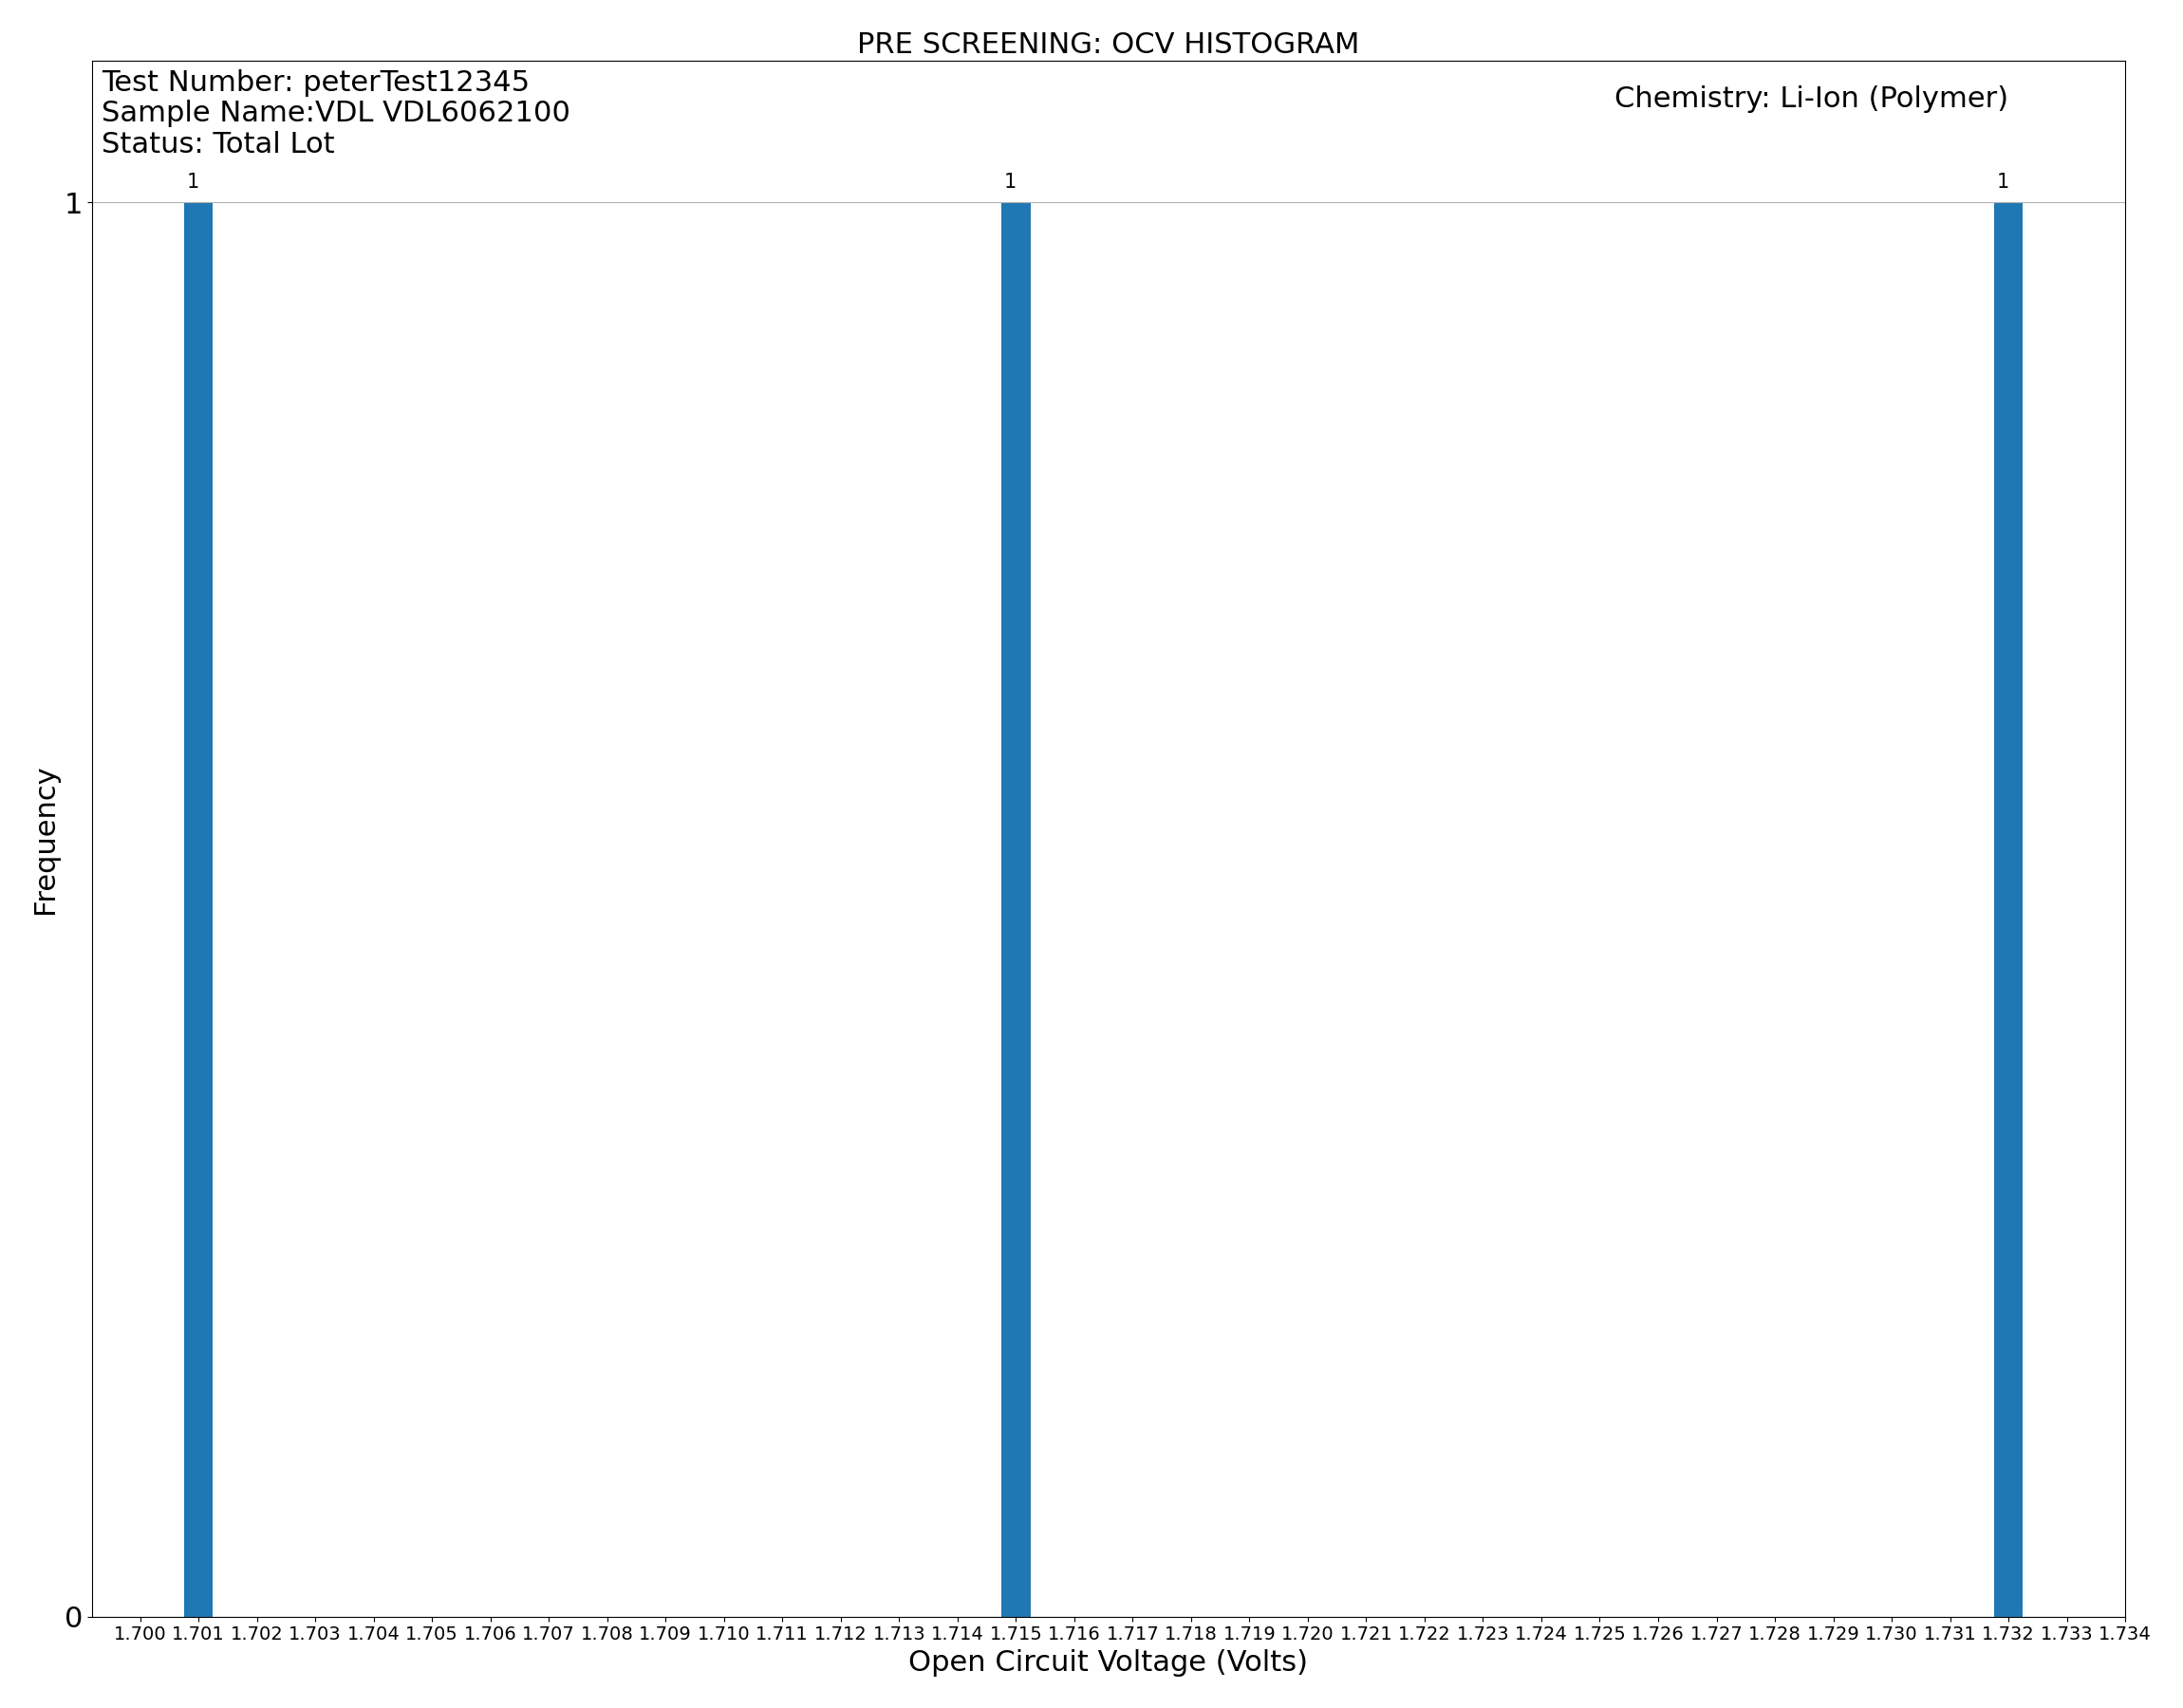 PRE SCREENING: OCV HISTOGRAM
Test Number: peterTest12345
Sample Name:VDL VDL6062100
Status: Total Lot
Chemistry: Li-Ion (Polymer)
1 1 1
1
Frequency
0
1.700 1.701 1.702 1.703 1.704 1.705 1.706 1.707 1.708 1.709 1.710 1.711 1.712 1.713 1.714 1.715 1.716 1.717 1.718 1.719 1.720 1.721 1.722 1.723 1.724 1.725 1.726 1.727 1.728 1.729 1.730 1.731 1.732 1.733 1.734
Open Circuit Voltage (Volts)